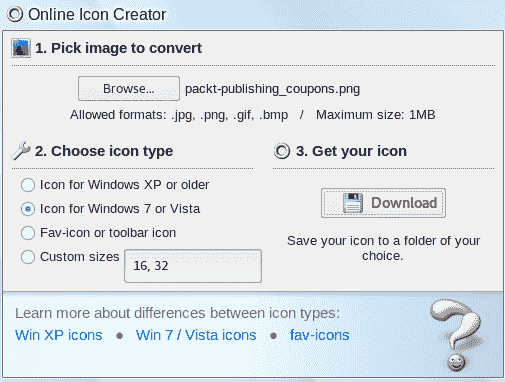 Online Icon Creator
1. Pick image to convert
Browse... packt-publishing_coupons.png
Allowed formats: .jpg, .png, .gif, .bmp / Maximum size: 1MB
2. Choose icon type
Icon for Windows XP or older
Icon for Windows 7 or Vista
Fav-icon or toolbar icon
Custom sizes 16, 32
3. Get your icon
Download
Save your icon to a folder of your
choice.
Learn more about differences between icon types:
Win XP icons ● Win 7 / Vista icons ● fav-icons